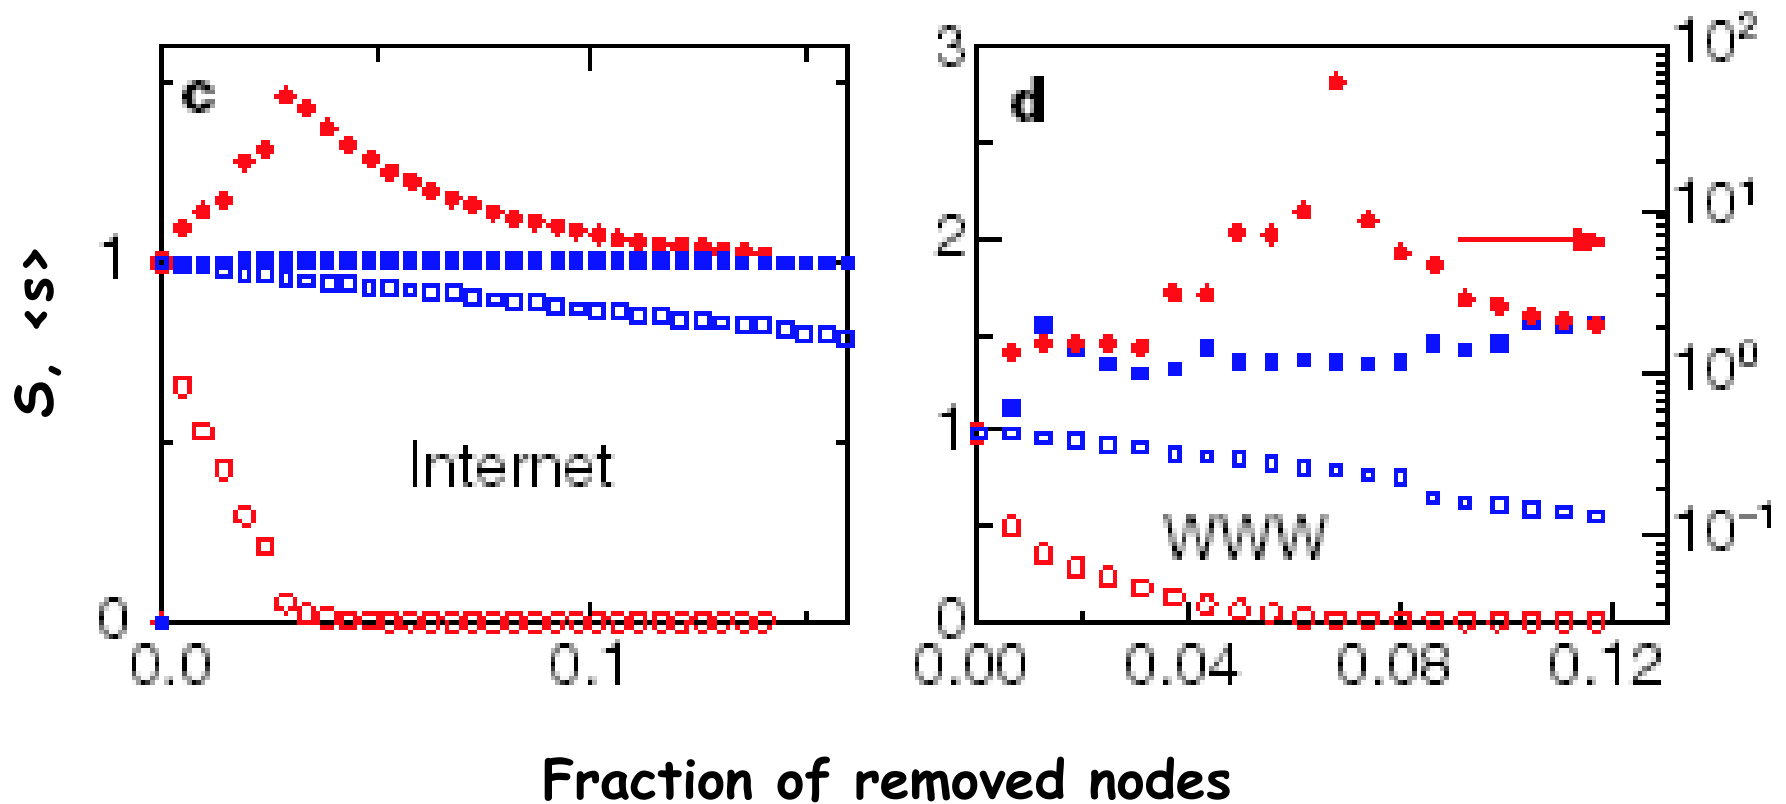 c
d
Internet
WWW
S, <s>
1
0
0.0
0.1
3
2
1
0
0.00
0.04
0.08
0.12
10²
10¹
10⁰
10⁻¹
Fraction of removed nodes